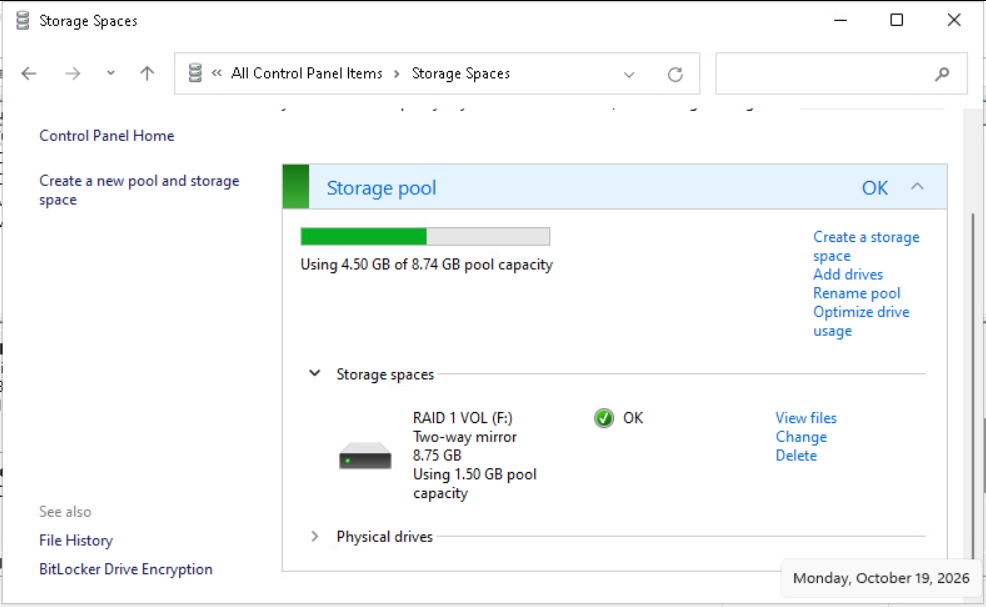 Storage Spaces
« All Control Panel Items › Storage Spaces
Control Panel Home
Create a new pool and storage
space
Storage pool OK
Using 4.50 GB of 8.74 GB pool capacity
Create a storage
space
Add drives
Rename pool
Optimize drive
usage
Storage spaces
RAID 1 VOL (F:)
Two-way mirror
8.75 GB
Using 1.50 GB pool
capacity
OK
View files
Change
Delete
Physical drives
See also
File History
BitLocker Drive Encryption
Monday, October 19, 2026